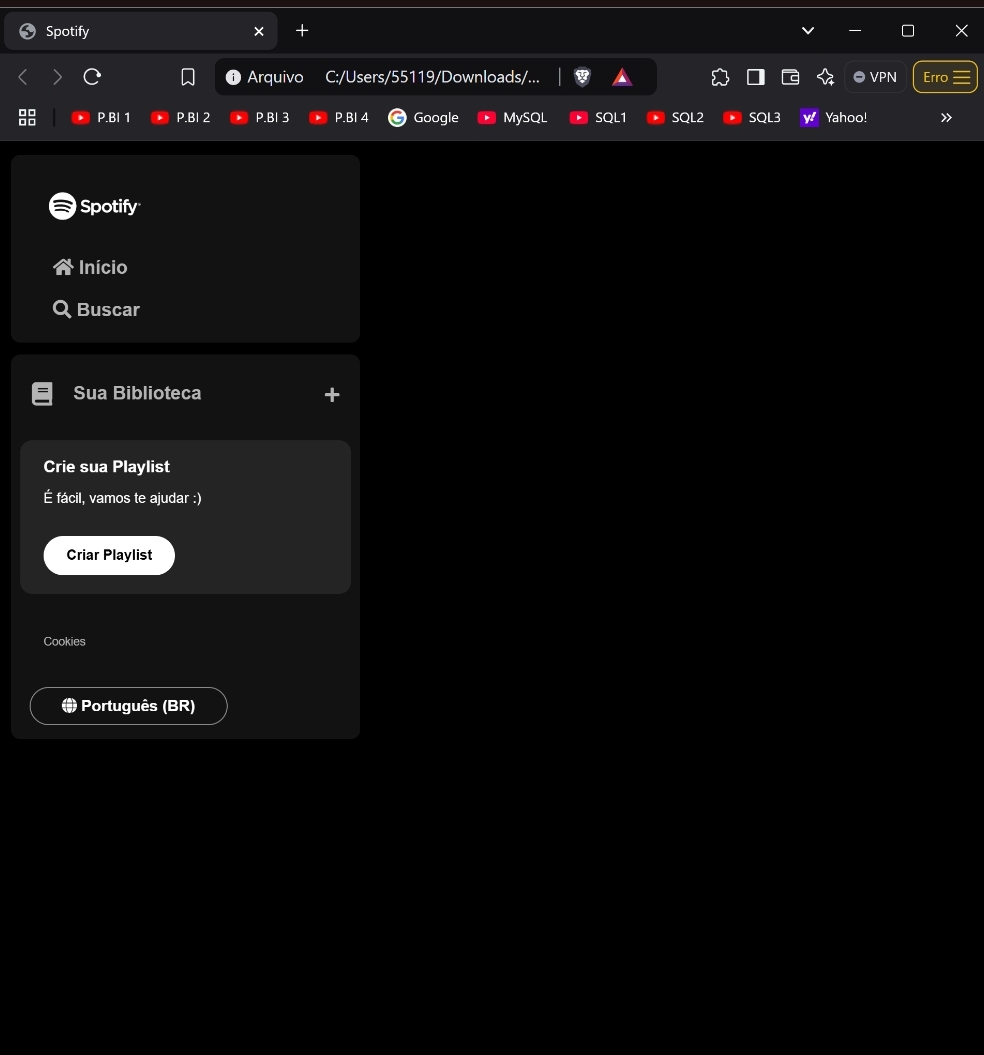 Spotify
Arquivo C:/Users/55119/Downloads/...
VPN
Erro
P.BI 1 P.BI 2 P.BI 3 P.BI 4 Google MySQL SQL1 SQL2 SQL3 y! Yahoo!
Spotify
Início
Buscar
Sua Biblioteca
Crie sua Playlist
É fácil, vamos te ajudar :)
Criar Playlist
Cookies
Português (BR)